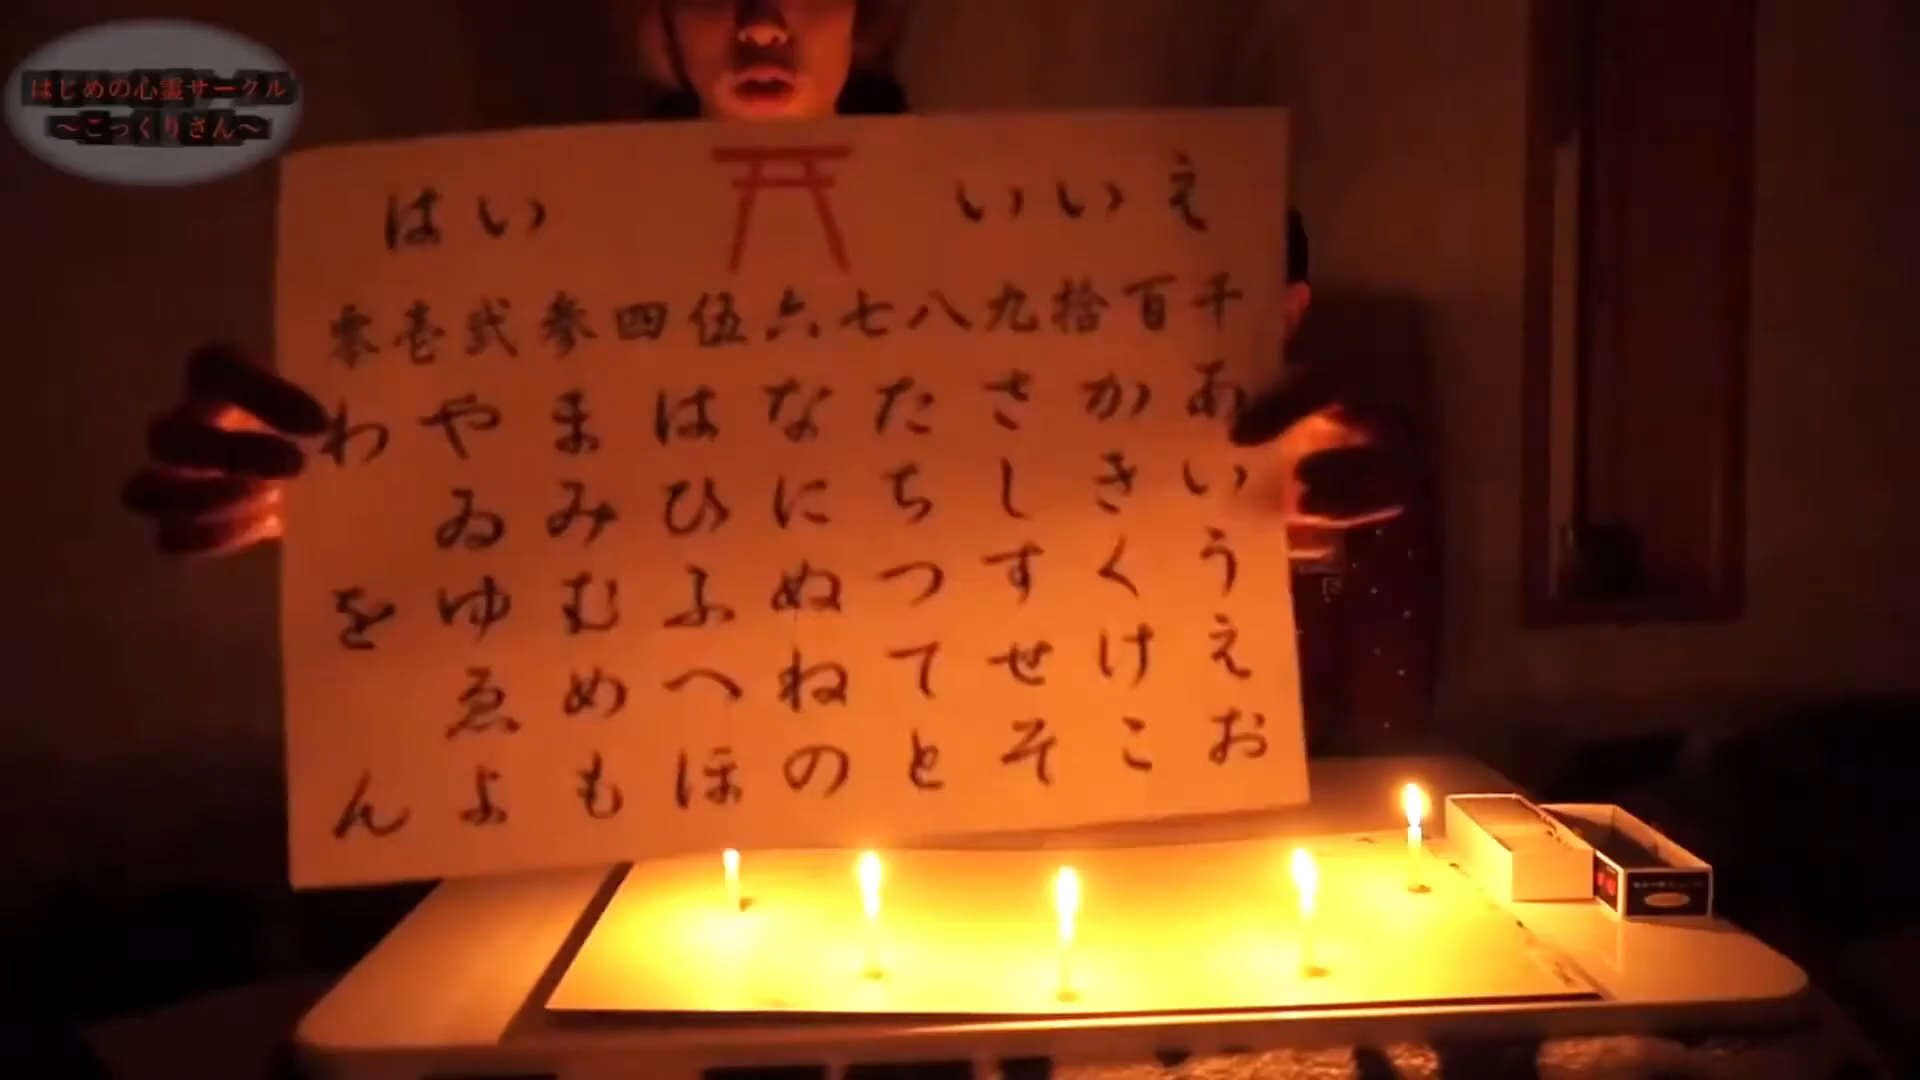 はじめの心霊サークル
～こっくりさん～
はい いいえ
零壱弐参四伍六七八九拾百千
わ や ま は な た さ か あ
ゐ み ひ に ち し き い
を ゆ む ふ ぬ つ す く う
ゑ め へ ね て せ け え
ん よ も ほ の と そ こ お